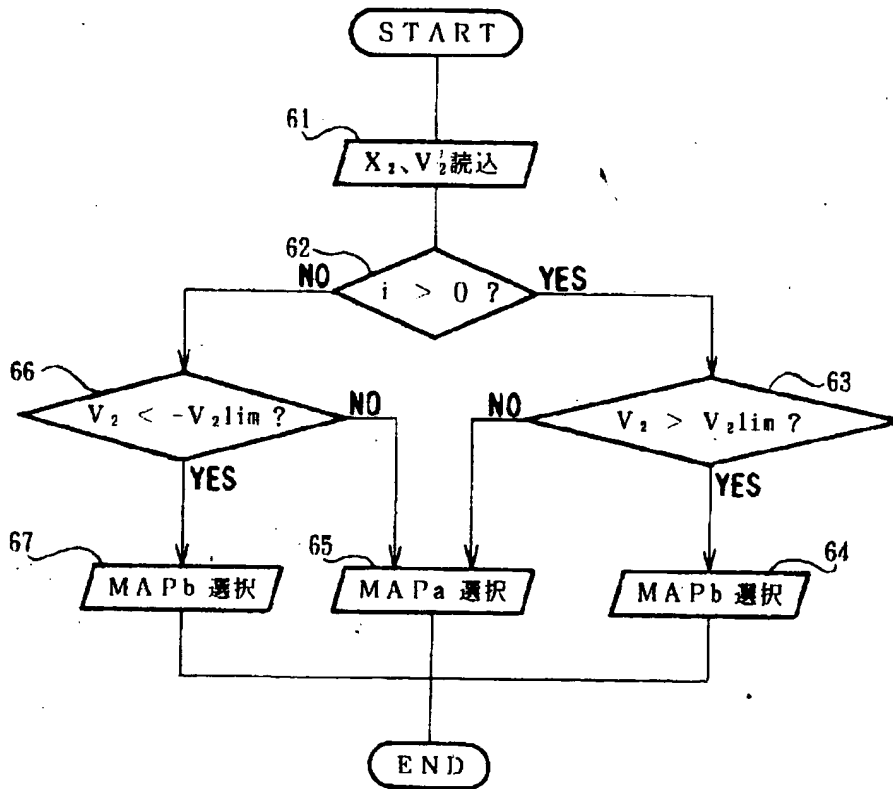 START
61
X₂、V₂読込
62
NO
i > 0 ?
YES
66
V₂ < -V₂lim ?
NO
NO
V₂ > V₂lim ?
63
YES
YES
67
MAPb 選択
65
MAPa 選択
64
MAPb 選択
END